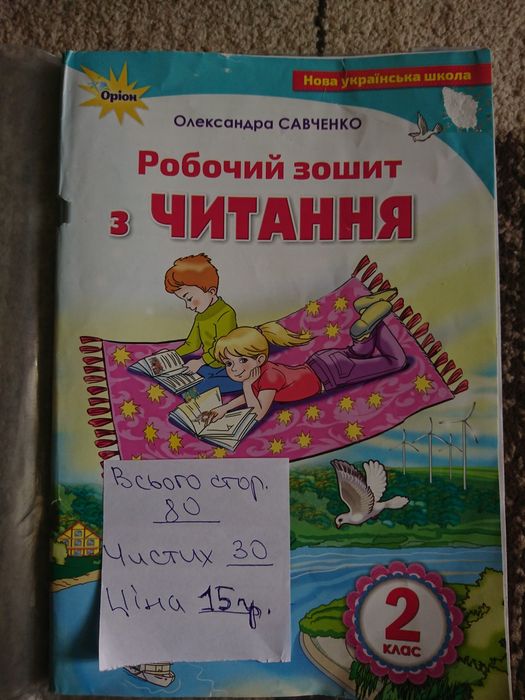 Нова українська школа
Оріон
Олександра САВЧЕНКО
Робочий зошит
з ЧИТАННЯ
Всього стор.
80
Чистих 30
Ціна 15гр.
2
клас